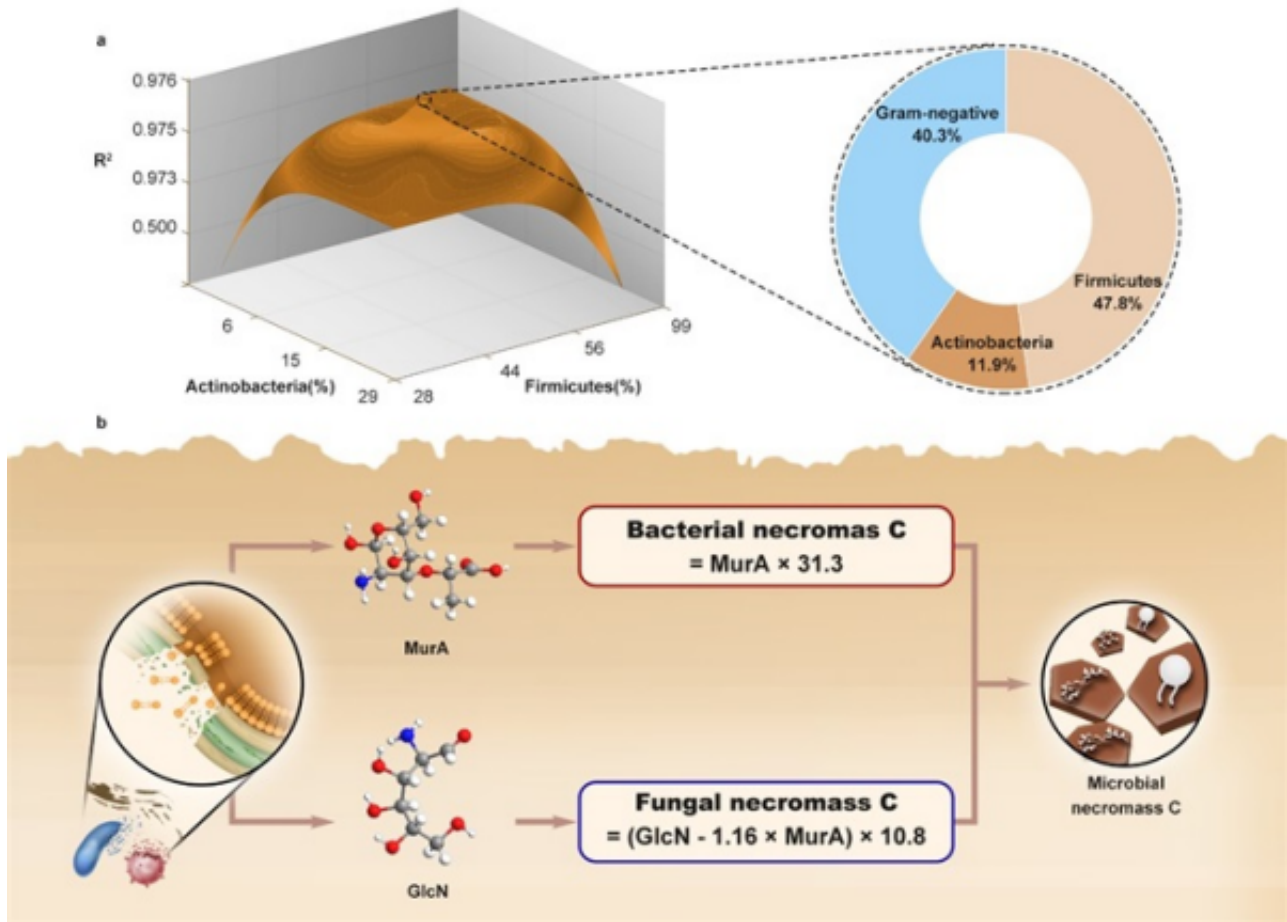 a
0.976
0.975
R²
0.973
0.500
6
15
Actinobacteria(%)
29
28
44
Firmicutes(%)
56
99
Gram-negative
40.3%
Firmicutes
47.8%
Actinobacteria
11.9%
b
MurA
Bacterial necromas C
= MurA × 31.3
GlcN
Fungal necromass C
= (GlcN - 1.16 × MurA) × 10.8
Microbial
necromass C